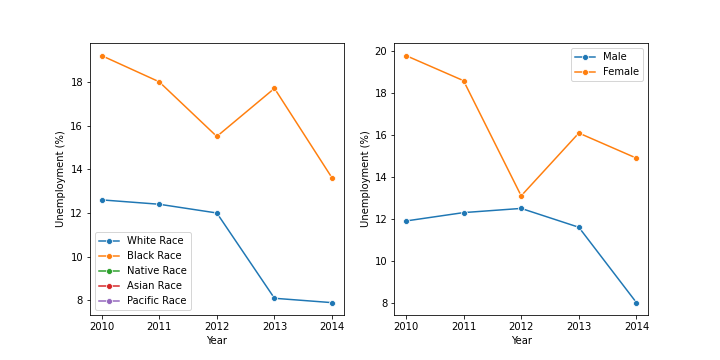 18
16
14
12
10
8
Unemployment (%)
White Race
Black Race
Native Race
Asian Race
Pacific Race
2010 2011 2012 2013 2014
Year
20
18
16
14
12
10
8
Unemployment (%)
Male
Female
2010 2011 2012 2013 2014
Year